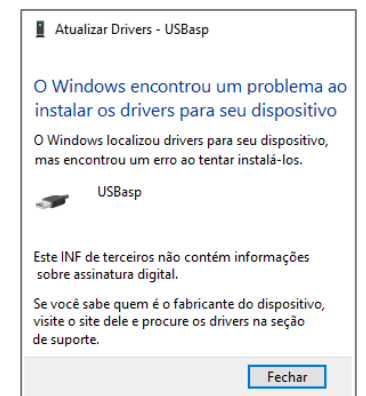 Atualizar Drivers - USBasp
O Windows encontrou um problema ao
instalar os drivers para seu dispositivo
O Windows localizou drivers para seu dispositivo,
mas encontrou um erro ao tentar instalá-los.
USBasp
Este INF de terceiros não contém informações
sobre assinatura digital.
Se você sabe quem é o fabricante do dispositivo,
visite o site dele e procure os drivers na seção
de suporte.
Fechar